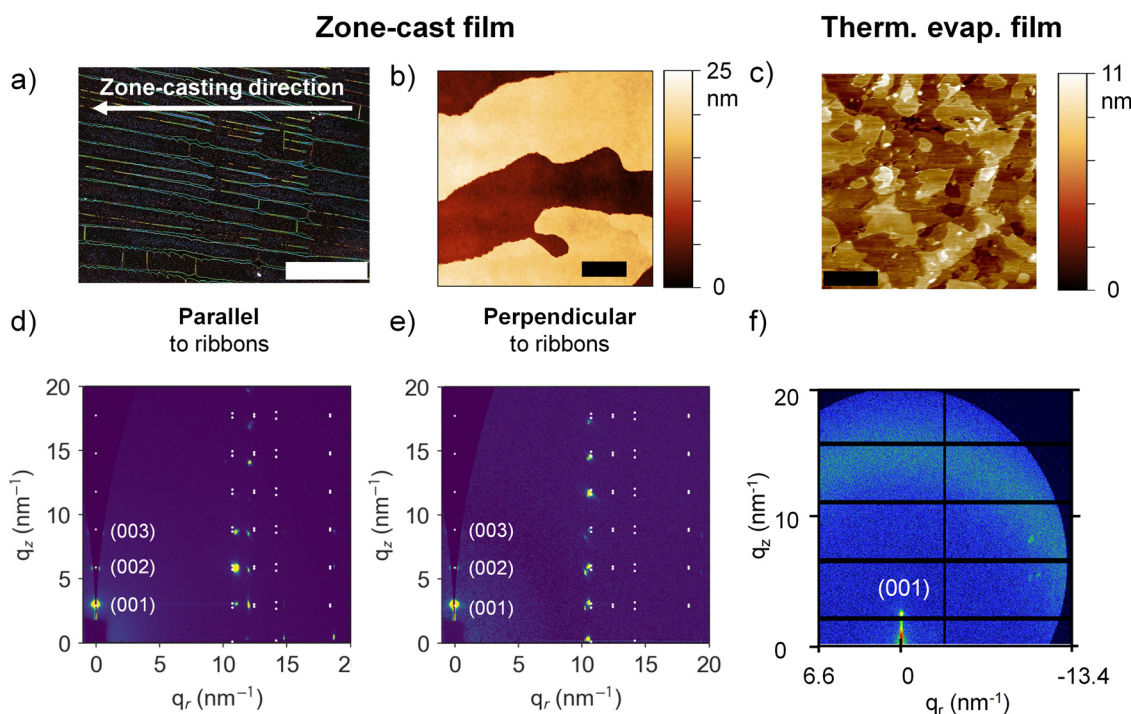 Zone-cast film
Therm. evap. film
a)
Zone-casting direction
b)
25
nm
0
c)
11
nm
0
d)
Parallel
to ribbons
20
15
10
5
0
qz (nm−1)
(003)
(002)
(001)
0
5
10
15
2
qr (nm−1)
e)
Perpendicular
to ribbons
20
15
10
5
0
qz (nm−1)
(003)
(002)
(001)
0
5
10
15
20
qr (nm−1)
f)
20
10
0
qz (nm-1)
(001)
6.6
0
-13.4
qr (nm-1)